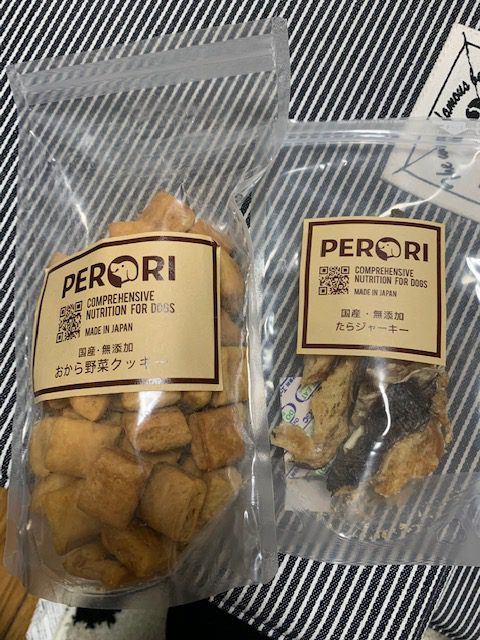 PERORI
COMPREHENSIVE
NUTRITION FOR DOGS
MADE IN JAPAN
国産・無添加
おから野菜クッキー
PERORI
COMPREHENSIVE
NUTRITION FOR DOGS
MADE IN JAPAN
国産・無添加
たらジャーキー